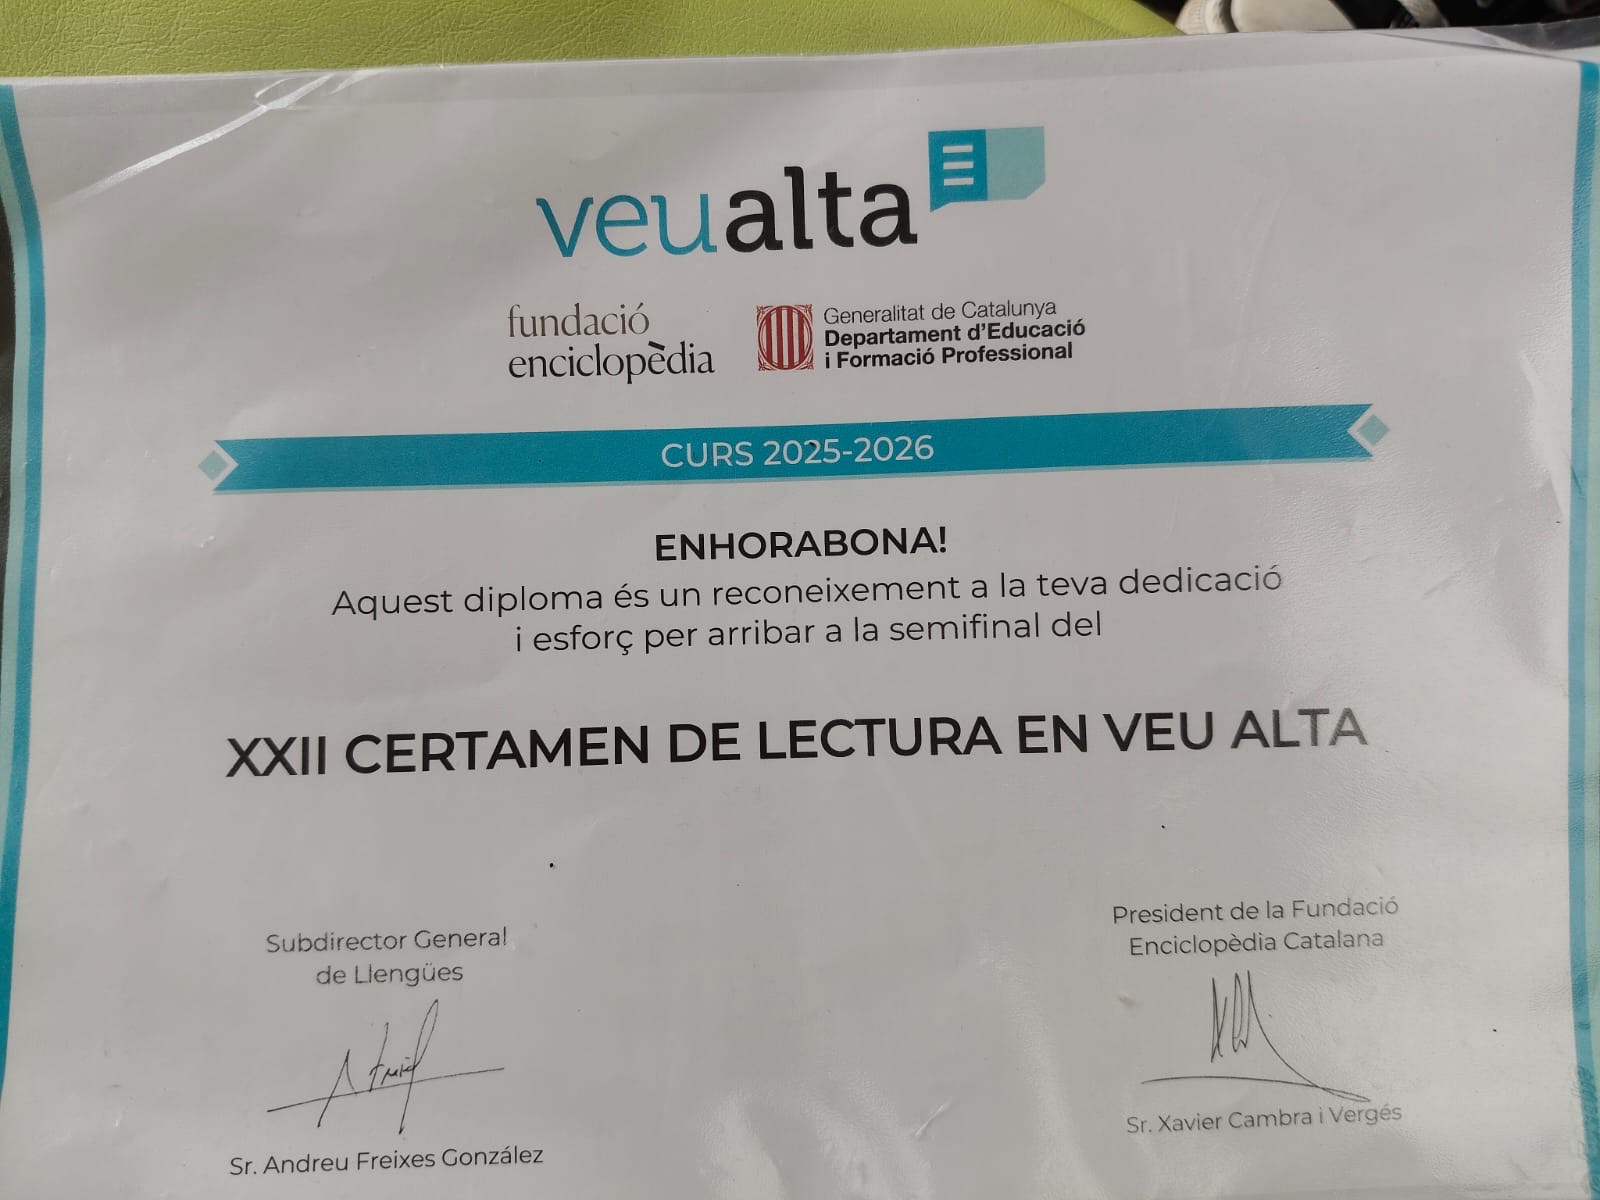 veualta
fundació
enciclopèdia
Generalitat de Catalunya
Departament d'Educació
i Formació Professional
CURS 2025-2026
ENHORABONA!
Aquest diploma és un reconeixement a la teva dedicació
i esforç per arribar a la semifinal del
XXII CERTAMEN DE LECTURA EN VEU ALTA
Subdirector General
de Llengües
Sr. Andreu Freixes González
President de la Fundació
Enciclopèdia Catalana
Sr. Xavier Cambra i Vergés